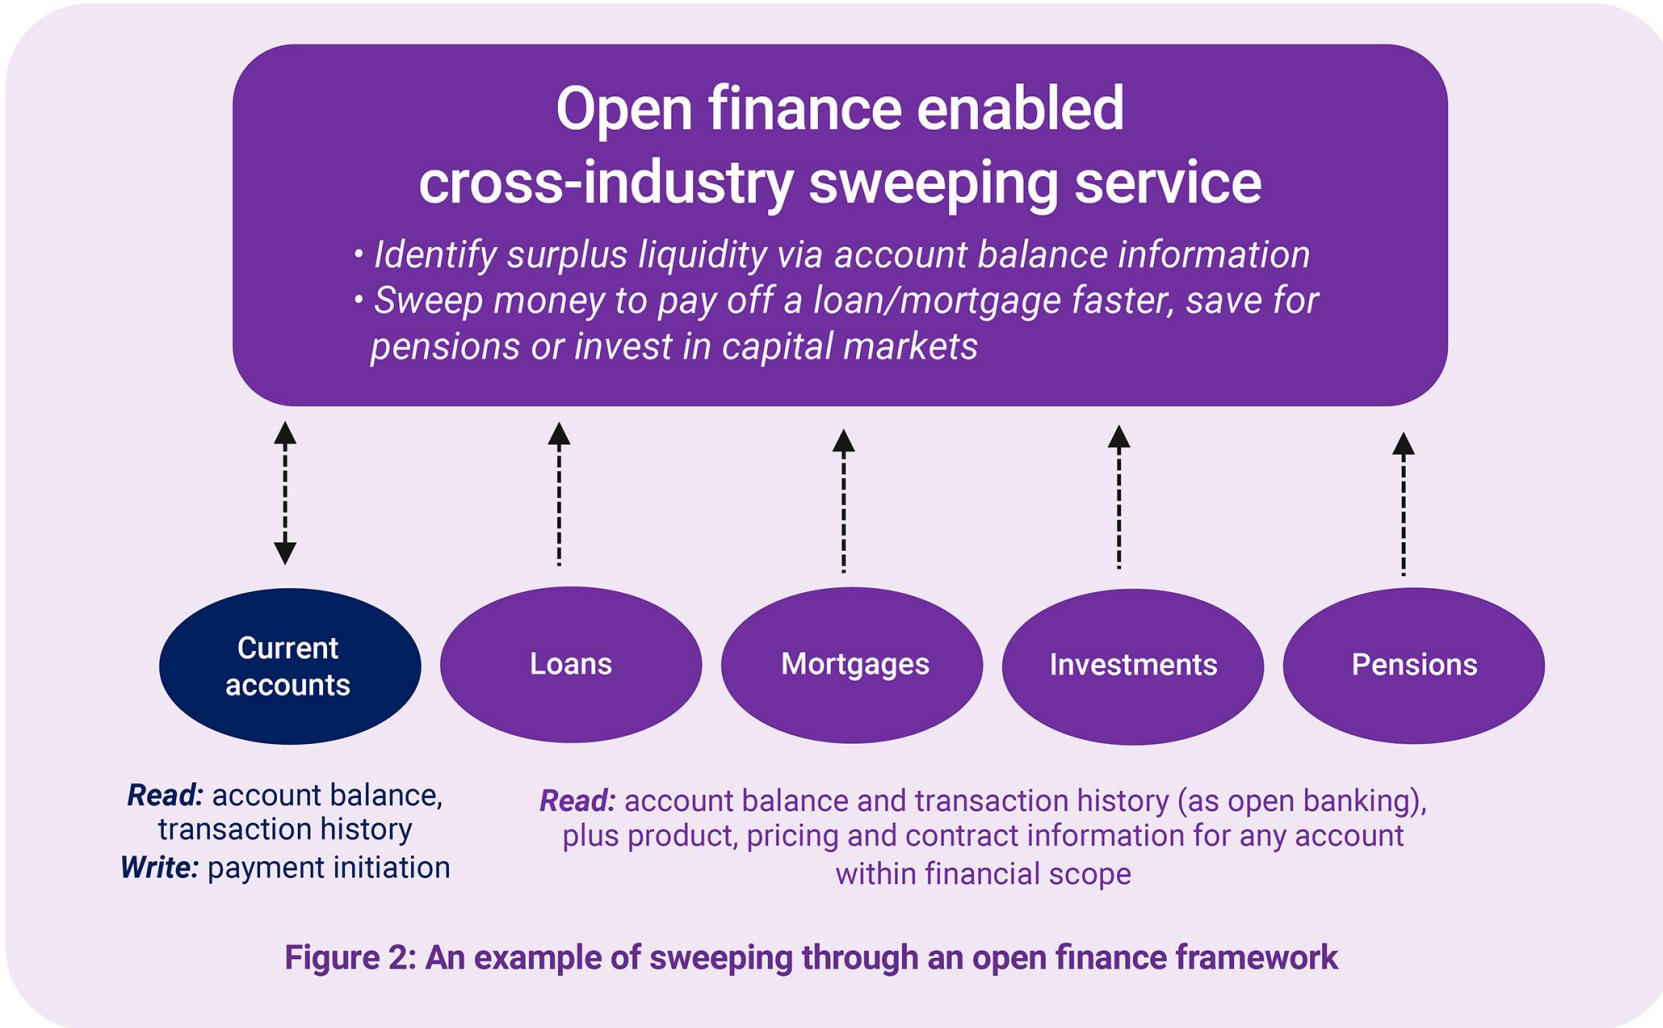 Open finance enabled
cross-industry sweeping service
• Identify surplus liquidity via account balance information
• Sweep money to pay off a loan/mortgage faster, save for
pensions or invest in capital markets
Current
accounts
Loans
Mortgages
Investments
Pensions
Read: account balance,
transaction history
Write: payment initiation
Read: account balance and transaction history (as open banking),
plus product, pricing and contract information for any account
within financial scope
Figure 2: An example of sweeping through an open finance framework